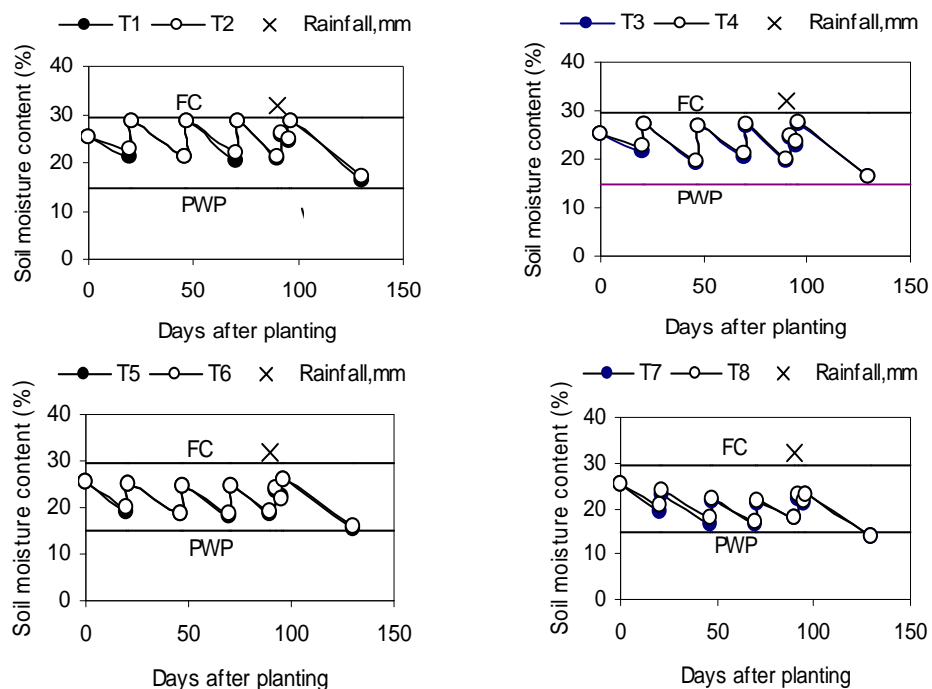 T1 T2 Rainfall,mm
Soil moisture content (%)
40
30
20
10
0
FC
PWP
0 50 100 150
Days after planting
T3 T4 Rainfall,mm
Soil moisture content (%)
40
30
20
10
0
FC
PWP
0 50 100 150
Days after planting
T5 T6 Rainfall,mm
Soil moisture content (%)
40
30
20
10
0
FC
PWP
0 50 100 150
Days after planting
T7 T8 Rainfall,mm
Soil moisture content (%)
40
30
20
10
0
FC
PWP
0 50 100 150
Days after planting